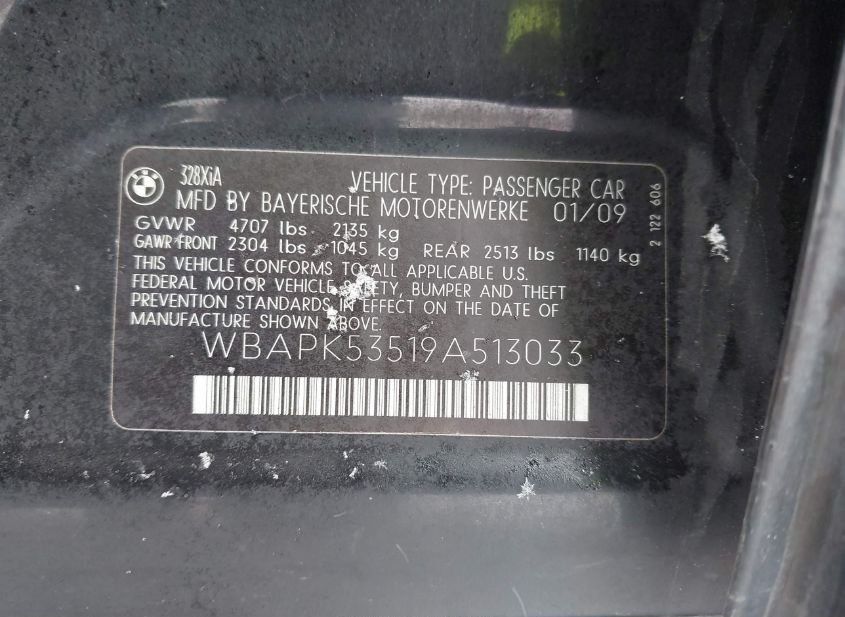 328XiA
VEHICLE TYPE: PASSENGER CAR
MFD BY BAYERISCHE MOTORENWERKE 01/09
GVWR 4707 lbs 2135 kg
GAWR FRONT 2304 lbs 1045 kg REAR 2513 lbs 1140 kg
THIS VEHICLE CONFORMS TO ALL APPLICABLE U.S.
FEDERAL MOTOR VEHICLE SAFETY, BUMPER AND THEFT
PREVENTION STANDARDS IN EFFECT ON THE DATE OF
MANUFACTURE SHOWN ABOVE.
WBAPK53519A513033
2 122 606